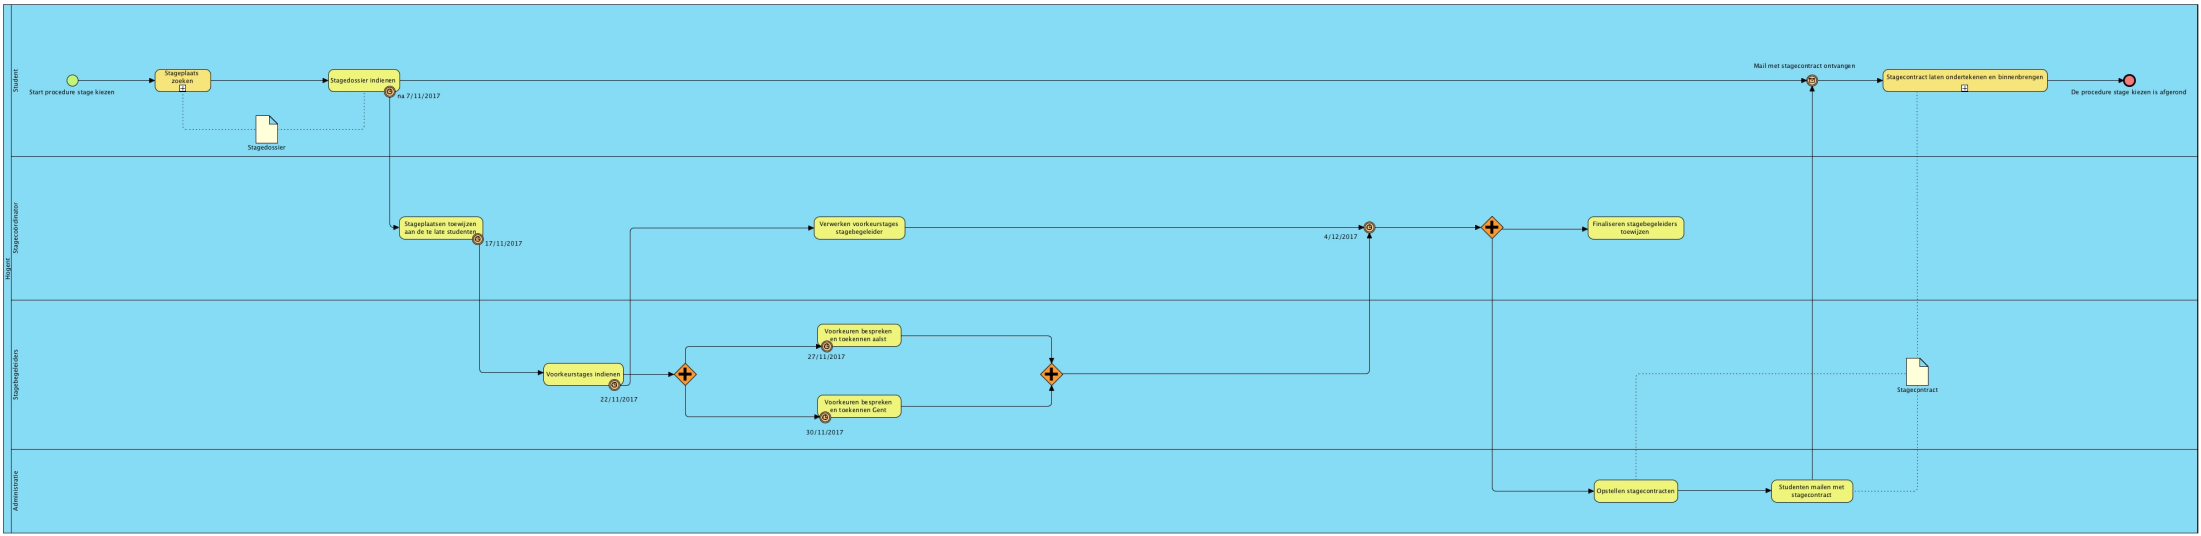 Hogent
Student
Start procedure stage kiezen
Stageplaats
zoeken
Stagedossier indienen
na 7/11/2017
Stagedossier
Mail met stagecontract ontvangen
Stagecontract laten ondertekenen en binnenbrengen
De procedure stage kiezen is afgerond
Stagecoördinator
Stageplaatsen toewijzen
aan de te late studenten
17/11/2017
Verwerken voorkeurstages
stagebegeleider
4/12/2017
Finaliseren stagebegeleiders
toewijzen
Stagebegeleiders
Voorkeurstages indienen
22/11/2017
Voorkeuren bespreken
en toekennen aalst
27/11/2017
Voorkeuren bespreken
en toekennen Gent
30/11/2017
Stagecontract
Administratie
Opstellen stagecontracten
Studenten mailen met
stagecontract